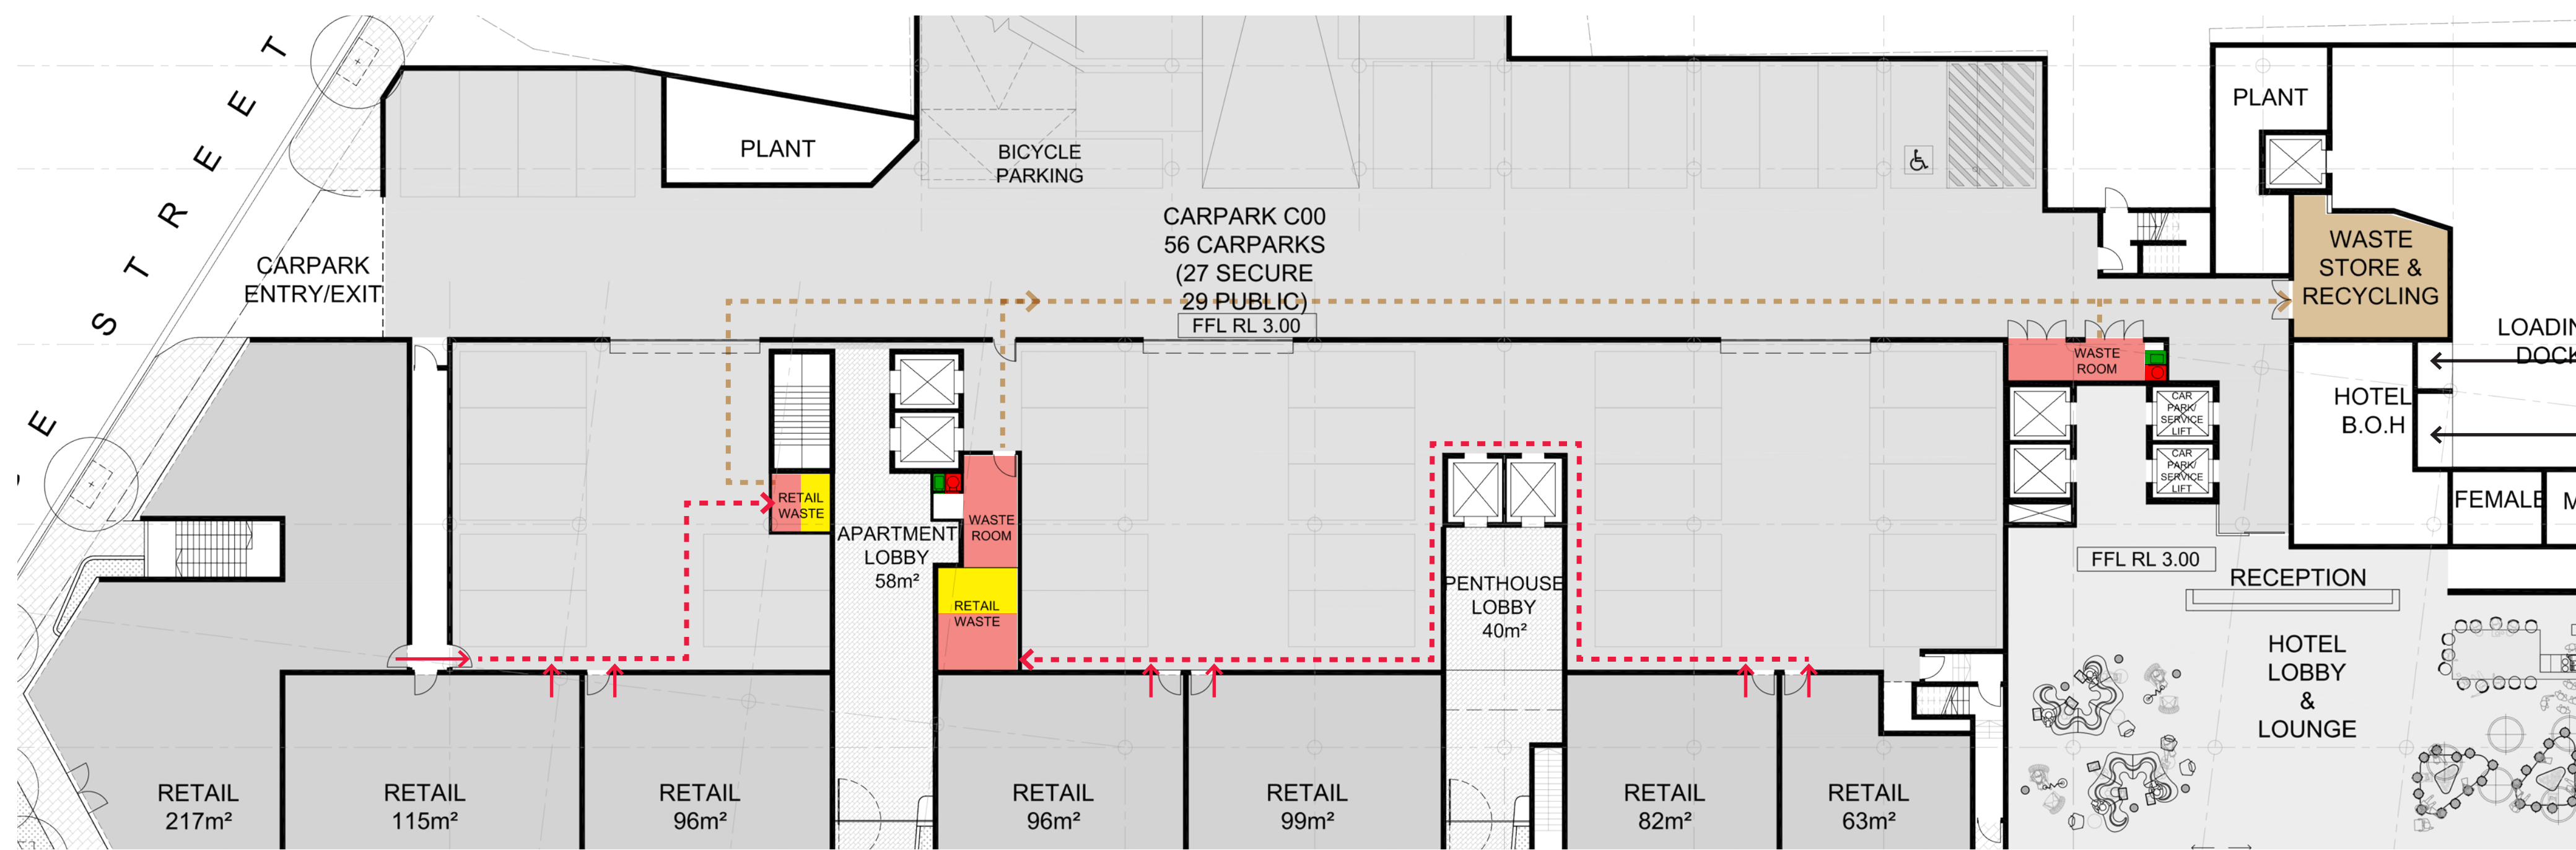 STREET
E
PLANT
BICYCLE
PARKING
PLANT
CARPARK C00
56 CARPARKS
(27 SECURE
29 PUBLIC)
FFL RL 3.00
CARPARK
ENTRY/EXIT
WASTE
STORE &
RECYCLING
LOADIN
DOCK
WASTE
ROOM
HOTEL
B.O.H
CAR
PARK/
SERVICE
LIFT
CAR
PARK/
SERVICE
LIFT
FEMALE
M
RETAIL
WASTE
APARTMENT
LOBBY
58m²
WASTE
ROOM
RETAIL
WASTE
PENTHOUSE
LOBBY
40m²
FFL RL 3.00
RECEPTION
HOTEL
LOBBY
&
LOUNGE
RETAIL
217m²
RETAIL
115m²
RETAIL
96m²
RETAIL
96m²
RETAIL
99m²
RETAIL
82m²
RETAIL
63m²